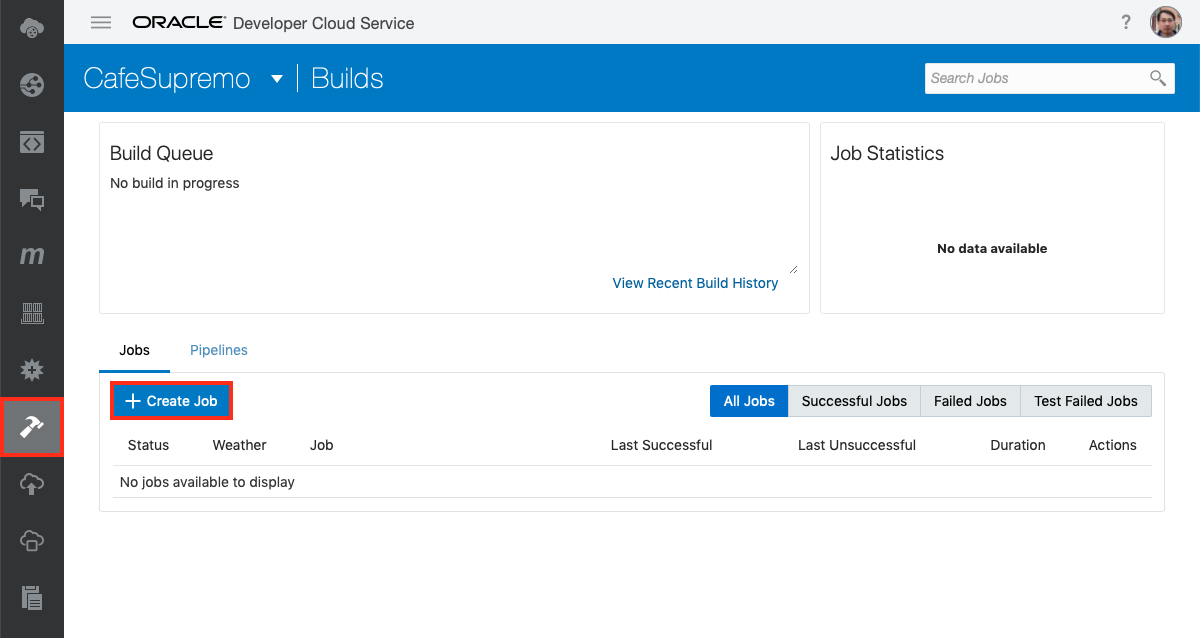 ORACLE® Developer Cloud Service
?
CafeSupremo Builds
Search Jobs
m
Build Queue
No build in progress
View Recent Build History
Job Statistics
No data available
Jobs Pipelines
Create Job
All Jobs Successful Jobs Failed Jobs Test Failed Jobs
Status Weather Job Last Successful Last Unsuccessful Duration Actions
No jobs available to display